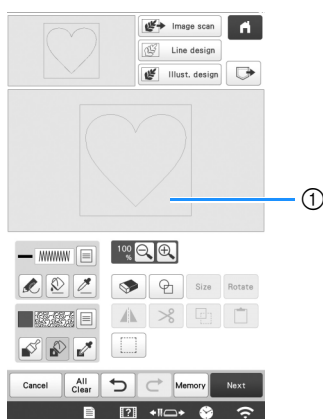 Image scan
Line design
Illust. design
①
100 %
Size
Rotate
Cancel
All Clear
Memory
Next